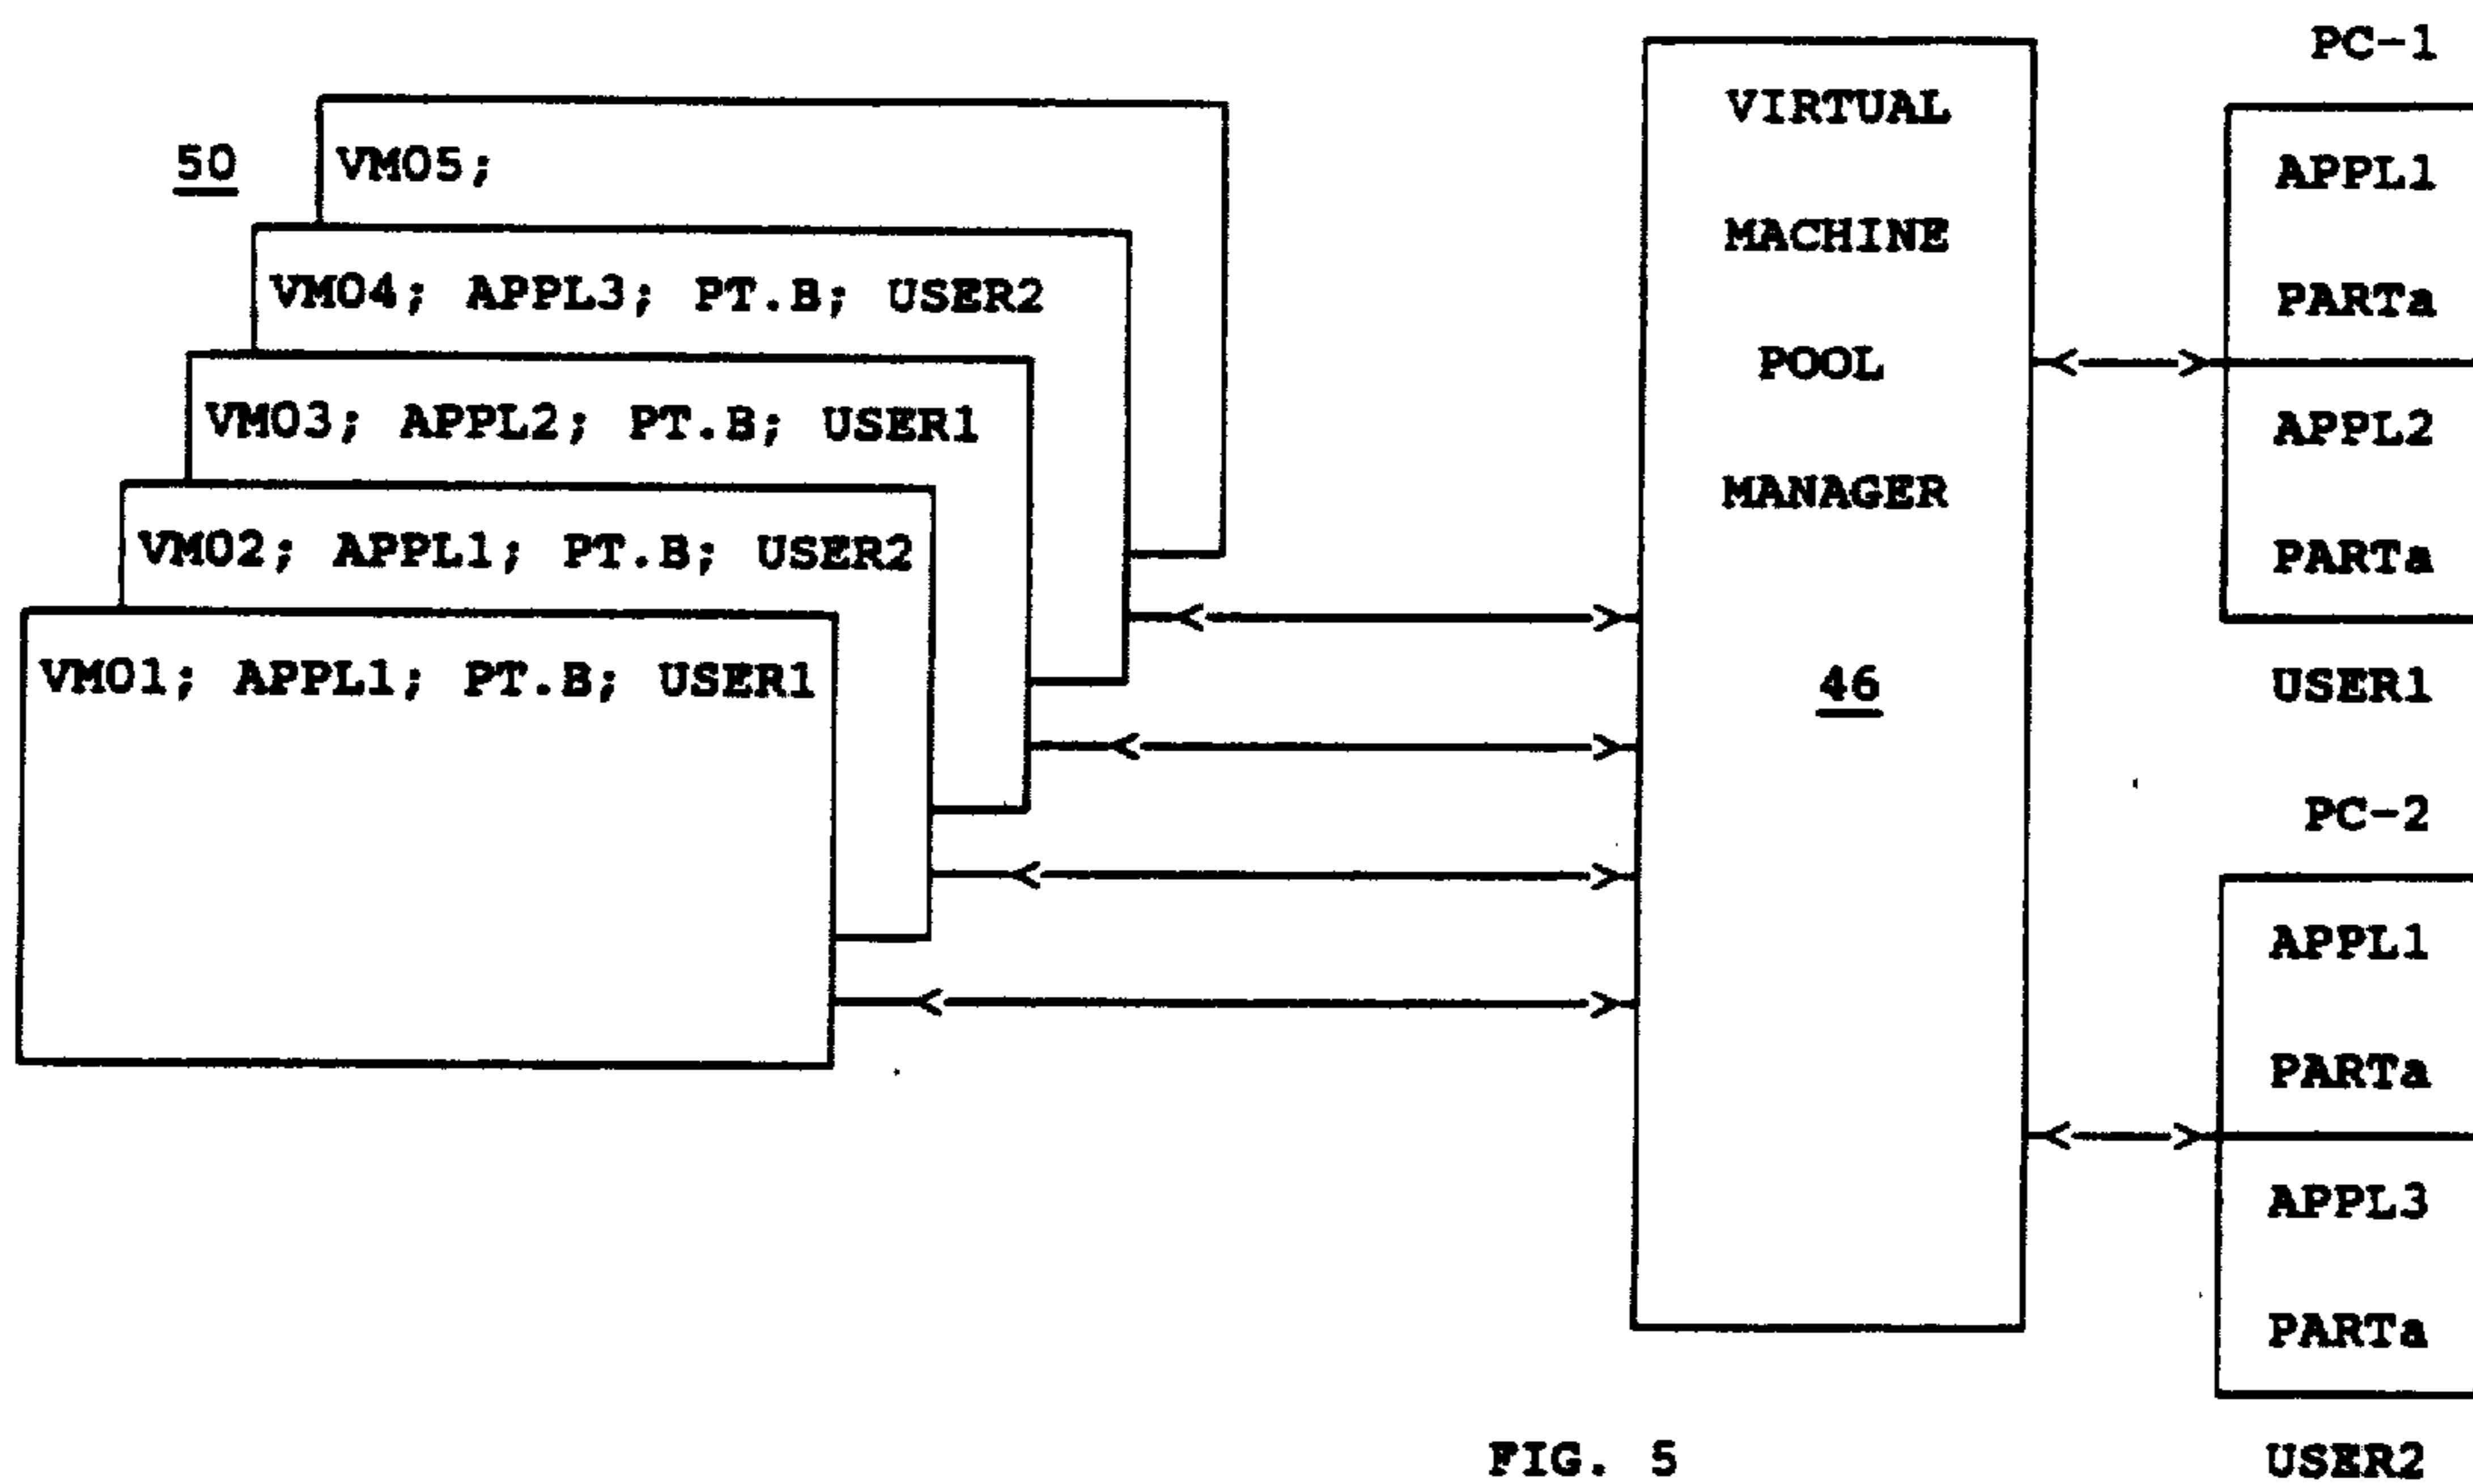 50
VM05;
VM04; APPL3; PT.B; USER2
VM03; APPL2; PT.B; USER1
VM02; APPL1; PT.B; USER2
VM01; APPL1; PT.B; USER1
VIRTUAL
MACHINE
POOL
MANAGER
46
PC-1
APPL1
PARTa
APPL2
PARTa
USER1
PC-2
APPL1
PARTa
APPL3
PARTa
USER2
FIG. 5